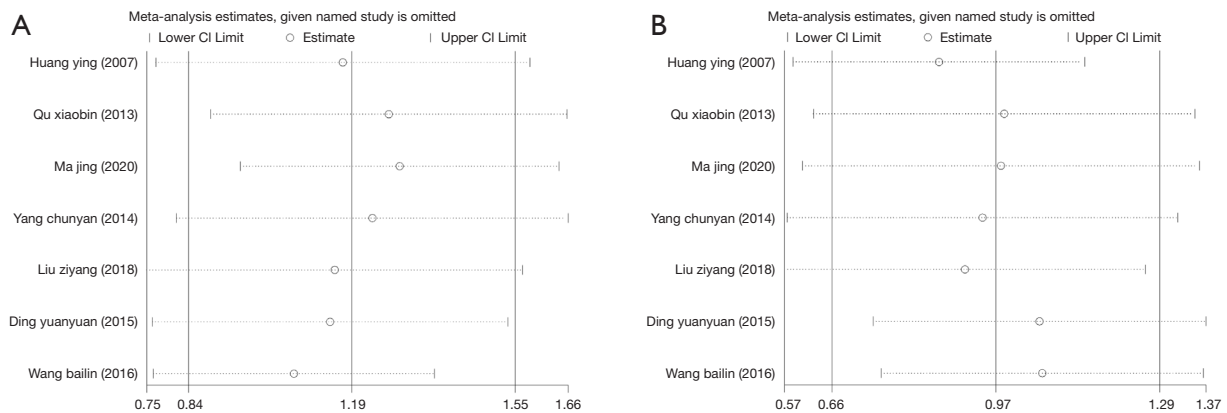 A
Meta-analysis estimates, given named study is omitted
Lower CI Limit Estimate Upper CI Limit
Huang ying (2007)
Qu xiaobin (2013)
Ma jing (2020)
Yang chunyan (2014)
Liu ziyang (2018)
Ding yuanyuan (2015)
Wang bailin (2016)
0.75 0.84 1.19 1.55 1.66
B
Meta-analysis estimates, given named study is omitted
Lower CI Limit Estimate Upper CI Limit
Huang ying (2007)
Qu xiaobin (2013)
Ma jing (2020)
Yang chunyan (2014)
Liu ziyang (2018)
Ding yuanyuan (2015)
Wang bailin (2016)
0.57 0.66 0.97 1.29 1.37